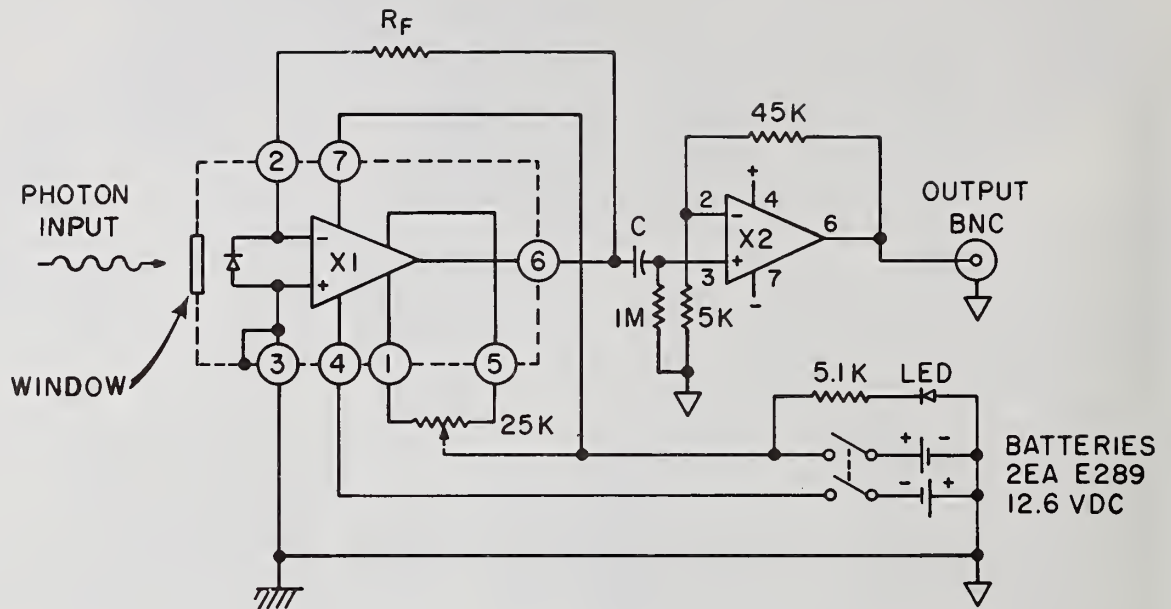 R_F
2
7
PHOTON
INPUT
-
X1
+
6
WINDOW
3
4
1
5
25K
C
1M
5K
45K
+
2
-
4
X2
6
3
+
7
-
OUTPUT
BNC
5.1K
LED
+
-
-
+
BATTERIES
2EA E289
12.6 VDC